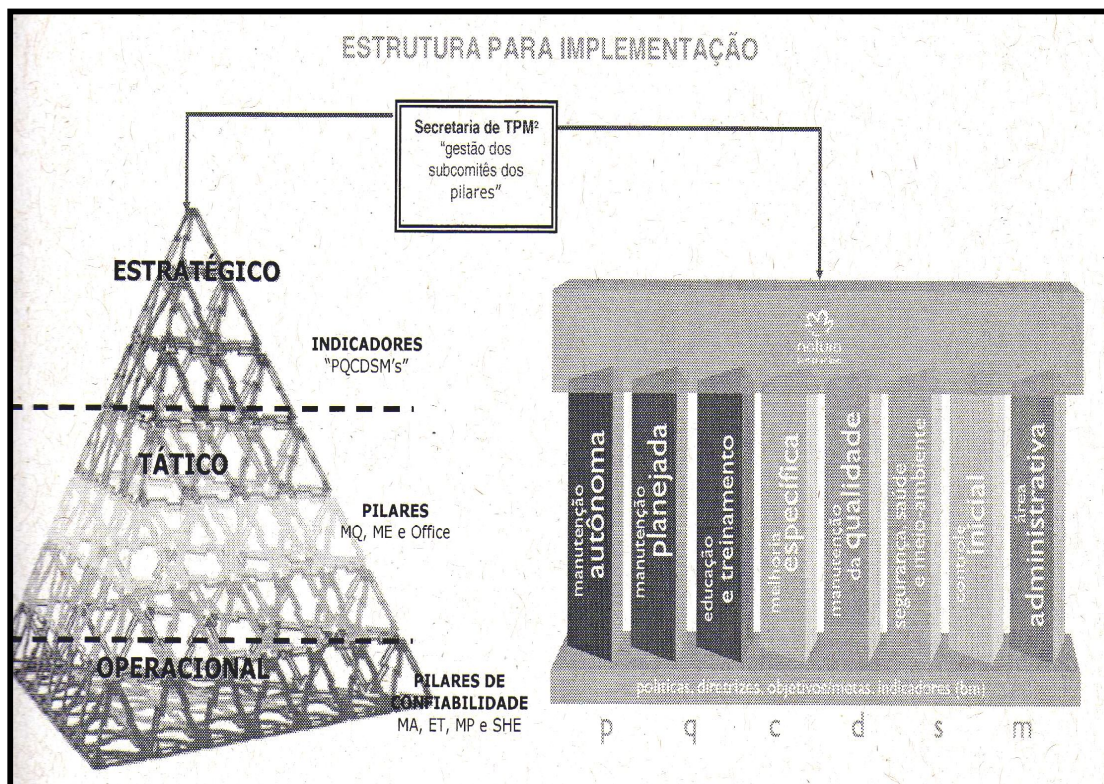 ESTRUTURA PARA IMPLEMENTAÇÃO
Secretaria de TPM²
“gestão dos
subcomitês dos
pilares”
ESTRATÉGICO
INDICADORES
“PQCDSM's”
TÁTICO
PILARES
MQ, ME e Office
OPERACIONAL
PILARES DE
CONFIABILIDADE
MA, ET, MP e SHE
manutenção
autônoma
manutenção
planejada
educação
e treinamento
melhoria
específica
manutenção
da qualidade
segurança, saúde
e meio ambiente
controle
inicial
área
administrativa
políticas, diretrizes, objetivos/metas, indicadores (bm)
p q c d s m